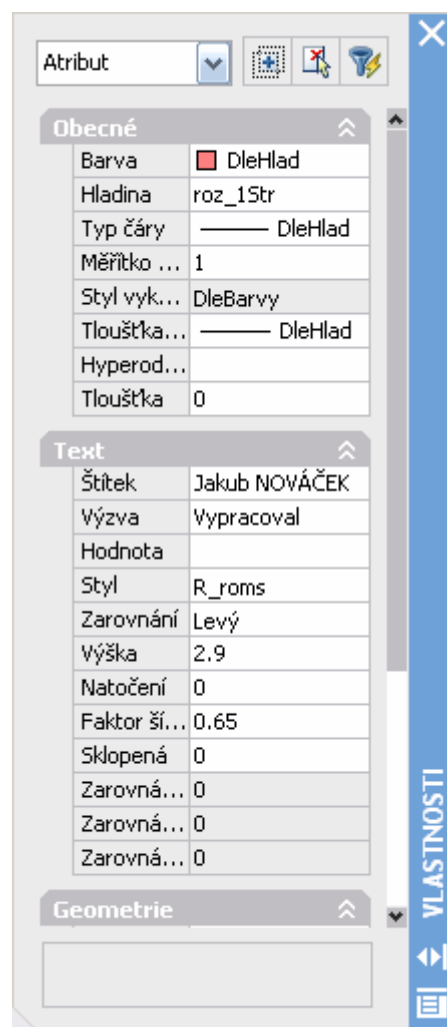 Atribut
Obecné
Barva DleHlad
Hladina roz_1Str
Typ čáry DleHlad
Měřítko ... 1
Styl vyk... DleBarvy
Tloušťka... DleHlad
Hyperod...
Tloušťka 0
Text
Štítek Jakub NOVÁČEK
Výzva Vypracoval
Hodnota
Styl R_roms
Zarovnání Levý
Výška 2.9
Natočení 0
Faktor ší... 0.65
Sklopená 0
Zarovná... 0
Zarovná... 0
Zarovná... 0
Geometrie
VLASTNOSTI